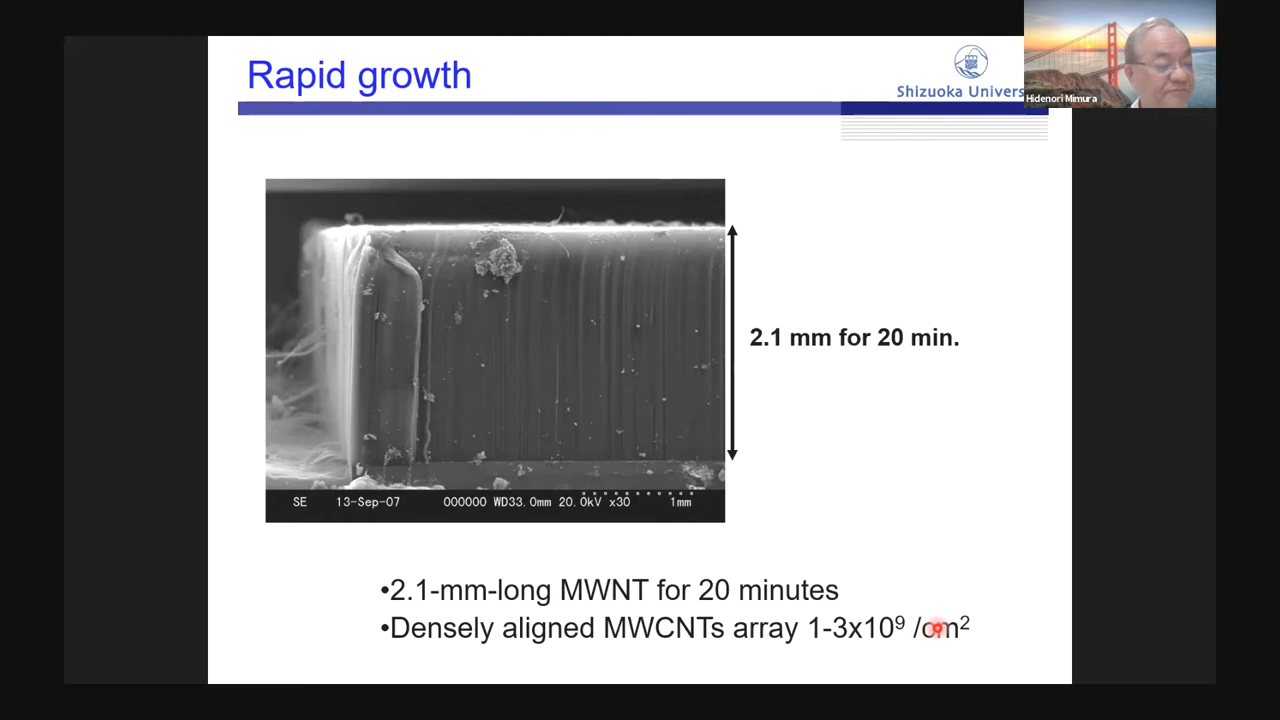 Rapid growth
Shizuoka Univers
Hidenori Mimura
2.1 mm for 20 min.
SE 13-Sep-07 000000 WD33.0mm 20.0kV x30 1mm
•2.1-mm-long MWNT for 20 minutes
•Densely aligned MWCNTs array 1-3x10⁹ /cm²